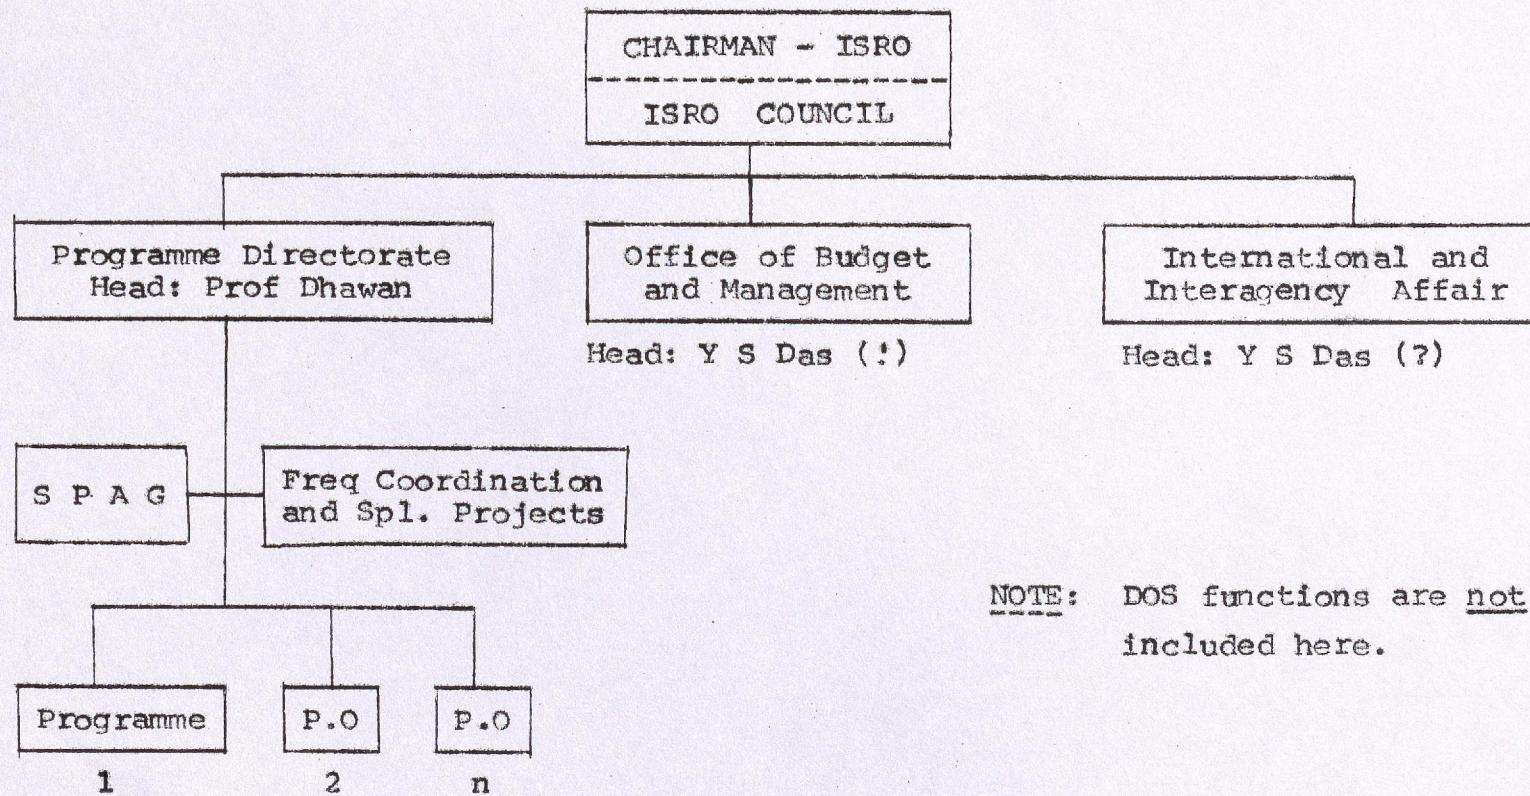 CHAIRMAN - ISRO
ISRO COUNCIL
Programme Directorate
Head: Prof Dhawan
Office of Budget
and Management
Head: Y S Das (!)
International and
Interagency Affair
Head: Y S Das (?)
S P A G
Freq Coordination
and Spl. Projects
NOTE: DOS functions are not
included here.
Programme
1
P.O
2
P.O
n